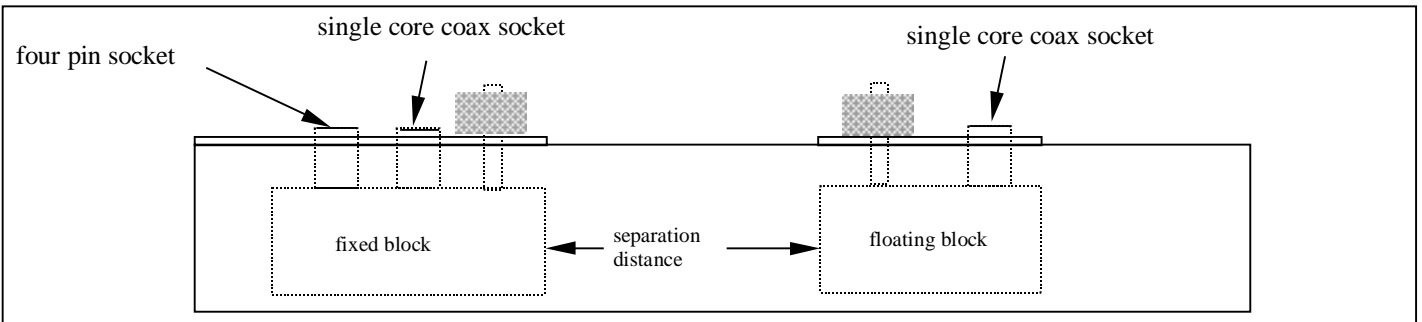 single core coax socket
single core coax socket
four pin socket
fixed block
separation
distance
floating block